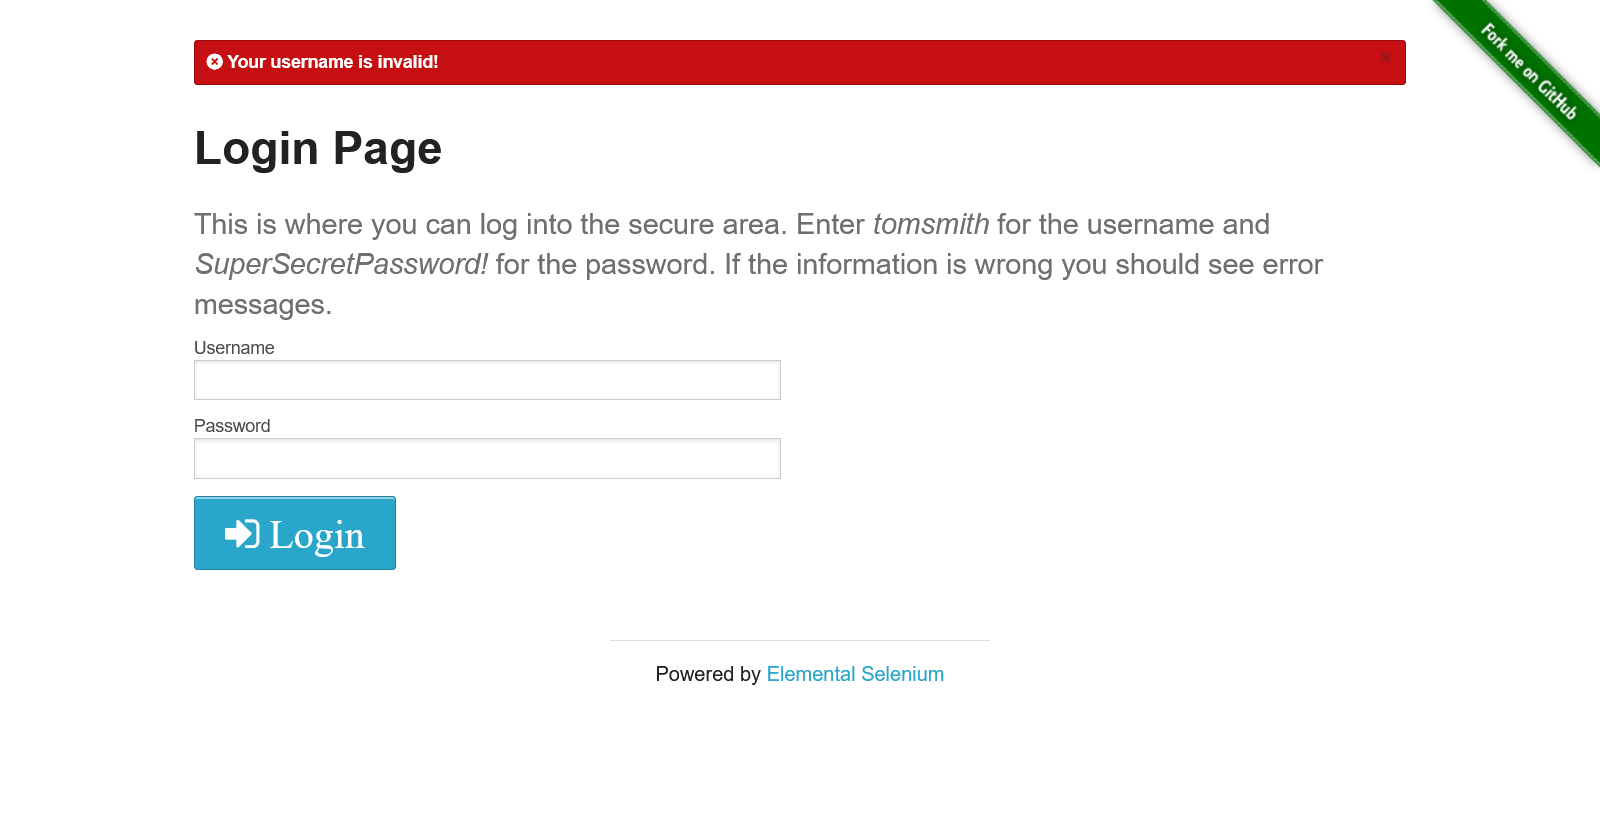 Your username is invalid!
×
Fork me on GitHub
Login Page
This is where you can log into the secure area. Enter tomsmith for the username and
SuperSecretPassword! for the password. If the information is wrong you should see error
messages.
Username
Password
Login
Powered by Elemental Selenium